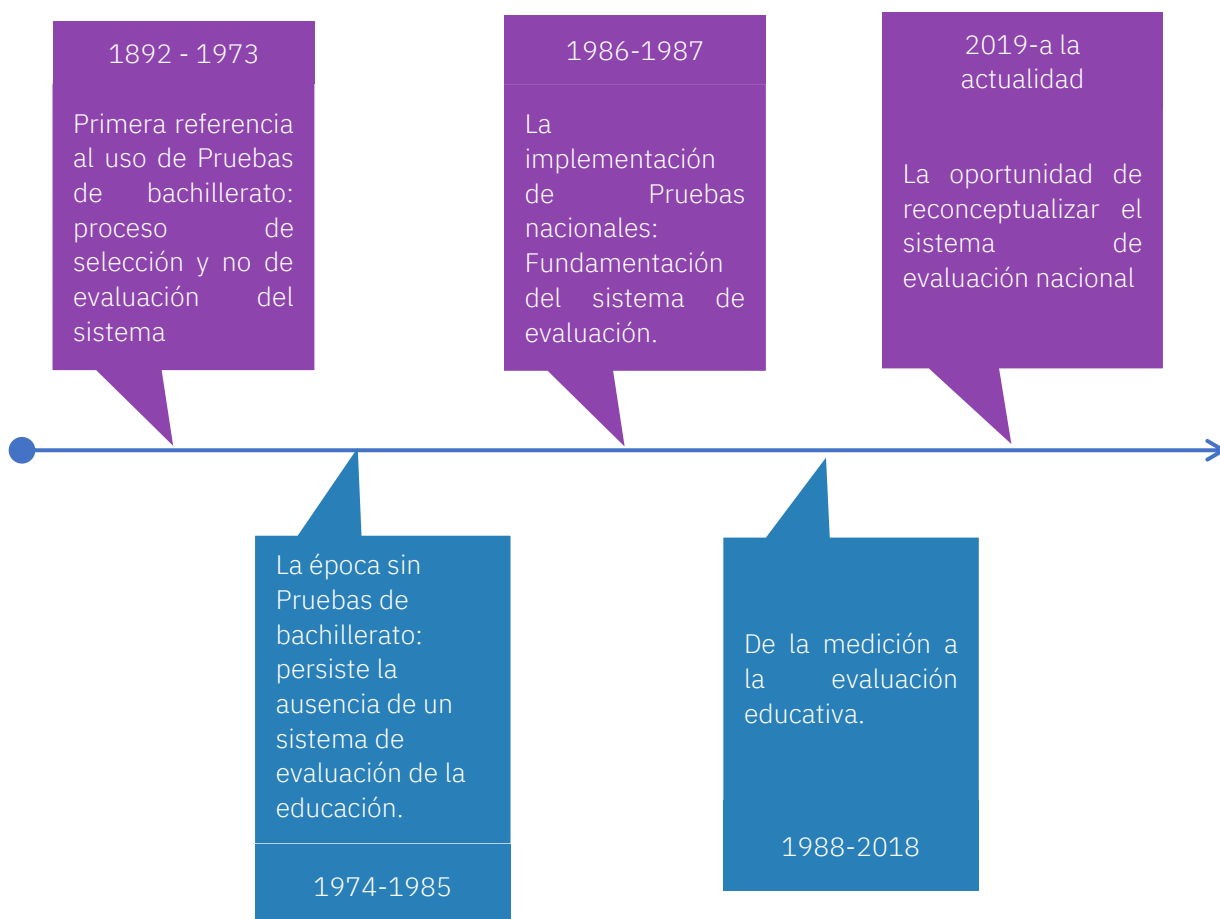 1892 - 1973
Primera referencia
al uso de Pruebas
de bachillerato:
proceso de
selección y no de
evaluación del
sistema
La época sin
Pruebas de
bachillerato:
persiste la
ausencia de un
sistema de
evaluación de la
educación.
1974-1985
1986-1987
La
implementación
de Pruebas
nacionales:
Fundamentación
del sistema de
evaluación.
De la medición a
la evaluación
educativa.
1988-2018
2019-a la
actualidad
La oportunidad de
reconceptualizar el
sistema de
evaluación nacional